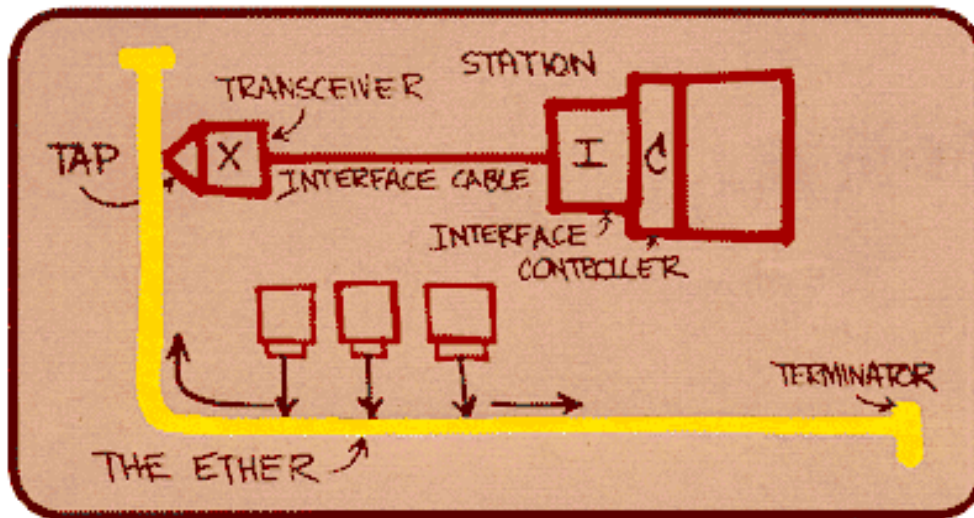 STATION
TRANSCEIVER
TAP
X
I
C
INTERFACE CABLE
INTERFACE
CONTROLLER
TERMINATOR
THE ETHER